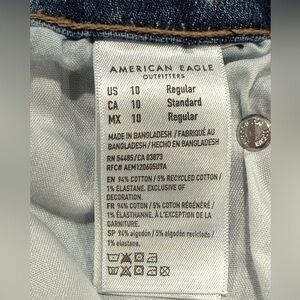 AMERICAN EAGLE
OUTFITTERS
US 10 Regular
CA 10 Standard
MX 10 Regular
MADE IN BANGLADESH / FABRIQUÉ AU
BANGLADESH / HECHO EN BANGLADESH
RN 54485/ CA 03873
RFC# AEM120605U9A
EN 94% COTTON / 5% RECYCLED COTTON /
1% ELASTANE. EXCLUSIVE OF
DECORATION.
FR 94% COTON / 5% COTON RÉGÉNÉRÉ /
1% ÉLASTHANNE. À L'EXCEPTION DE LA
GARNITURE.
SP 94% algodón / 5% algodón reciclado /
1% elastane.